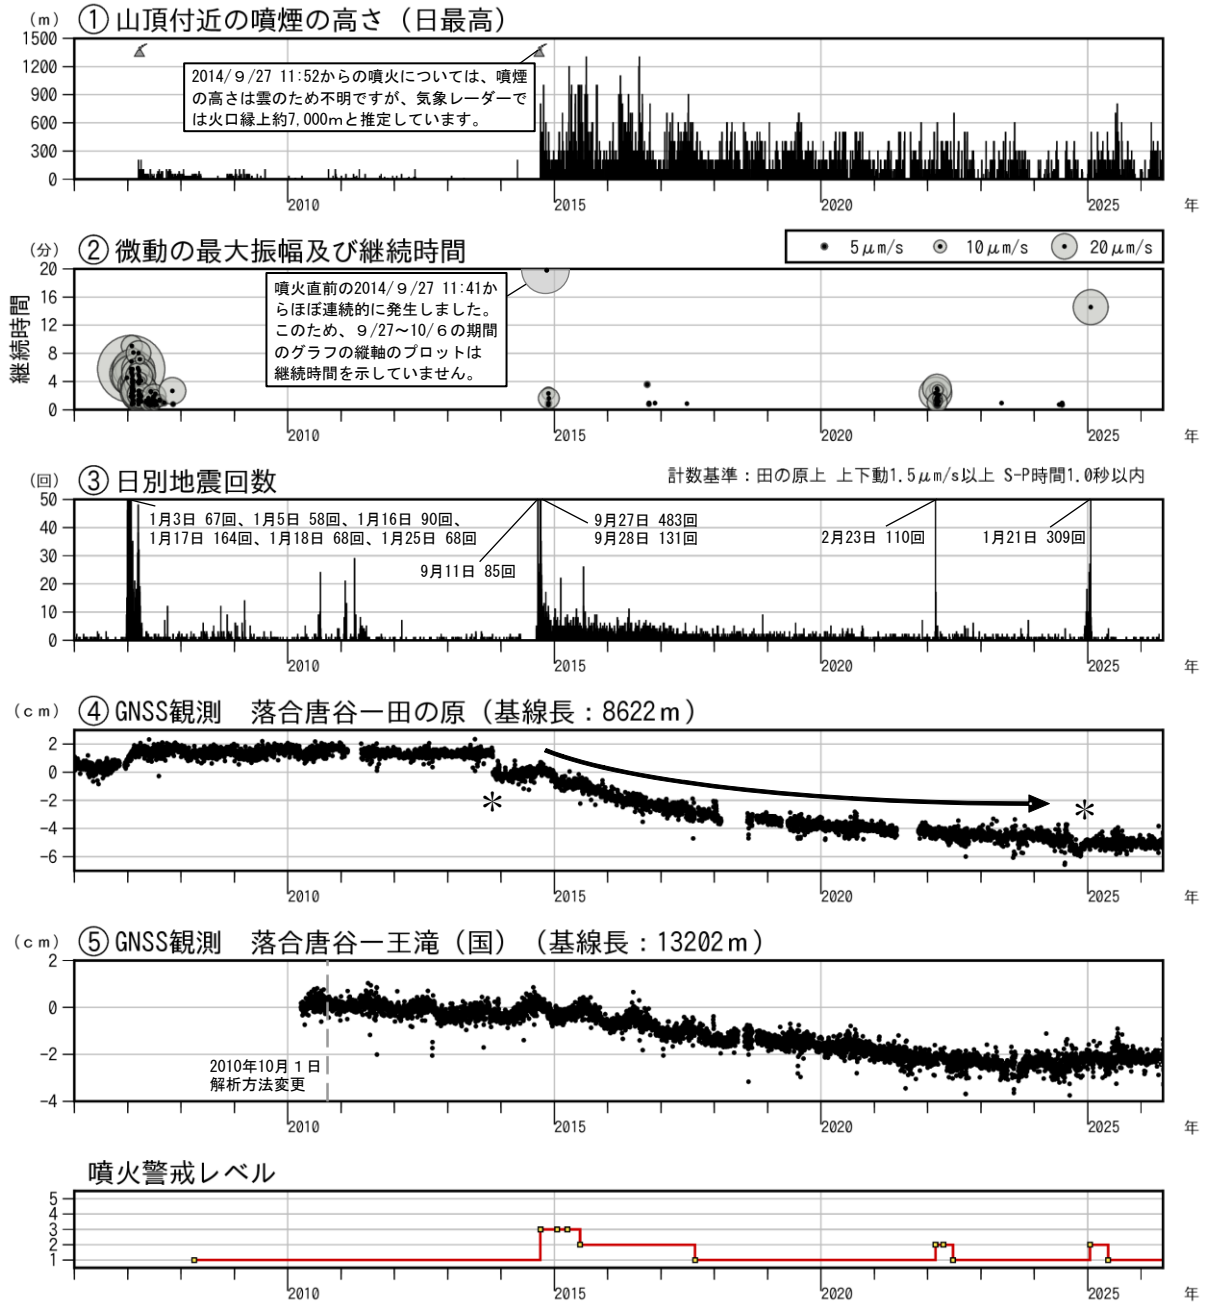 (m) ① 山頂付近の噴煙の高さ（日最高）
1500
1200
900
600
300
0
2014/９/27 11:52からの噴火については、噴煙
の高さは雲のため不明ですが、気象レーダーで
は火口縁上約7,000mと推定しています。
2010 2015 2020 2025 年
(分) ② 微動の最大振幅及び継続時間
5μm/s 10μm/s 20μm/s
継続時間
20
16
12
8
4
0
噴火直前の2014/９/27 11:41か
らほぼ連続的に発生しました。
このため、９/27～10/６の期間
のグラフの縦軸のプロットは
継続時間を示していません。
2010 2015 2020 2025 年
(回) ③ 日別地震回数
計数基準：田の原上 上下動1.5μm/s以上 S-P時間1.0秒以内
50
40
30
20
10
0
1月3日 67回、1月5日 58回、1月16日 90回、
1月17日 164回、1月18日 68回、1月25日 68回
9月11日 85回
9月27日 483回
9月28日 131回
2月23日 110回
1月21日 309回
2010 2015 2020 2025 年
(cm) ④ GNSS観測 落合唐谷－田の原（基線長：8622m）
2
0
-2
-4
-6
* *
2010 2015 2020 2025 年
(cm) ⑤ GNSS観測 落合唐谷－王滝（国）（基線長：13202m）
2
0
-2
-4
2010年10月１日
解析方法変更
2010 2015 2020 2025 年
噴火警戒レベル
5
4
3
2
1
2010 2015 2020 2025 年